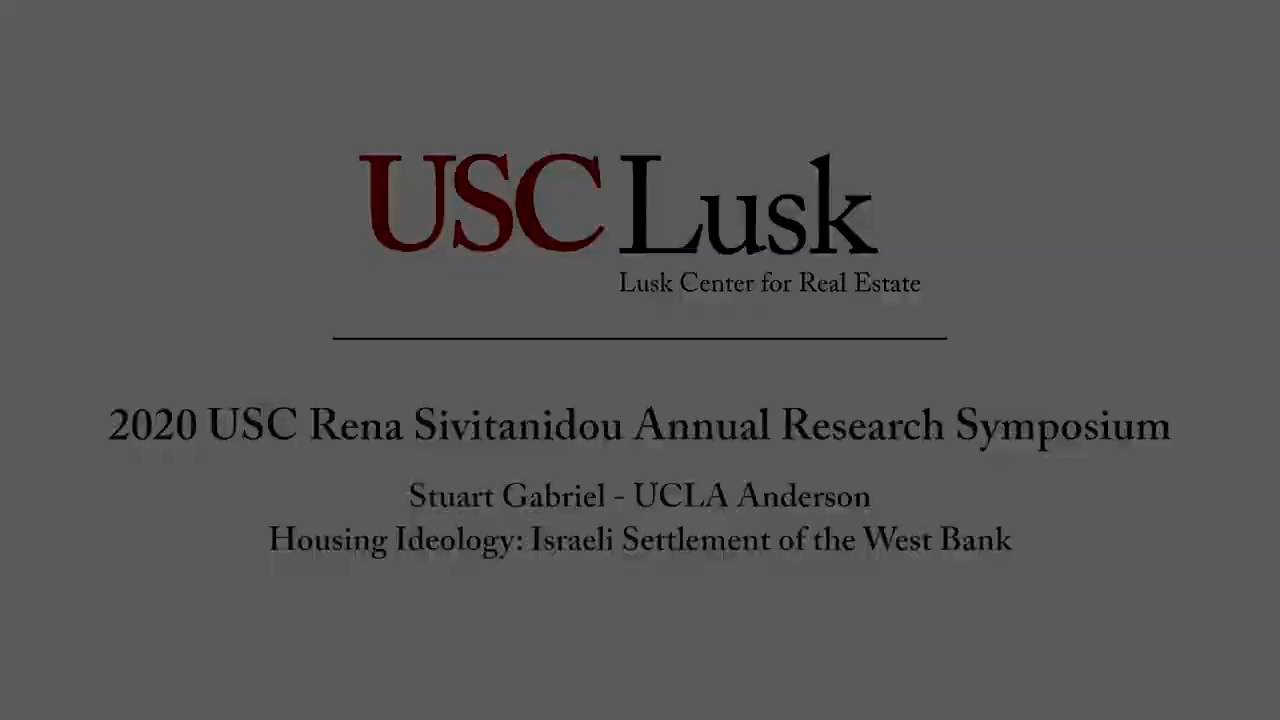 USC Lusk
Lusk Center for Real Estate
2020 USC Rena Sivitanidou Annual Research Symposium
Stuart Gabriel - UCLA Anderson
Housing Ideology: Israeli Settlement of the West Bank